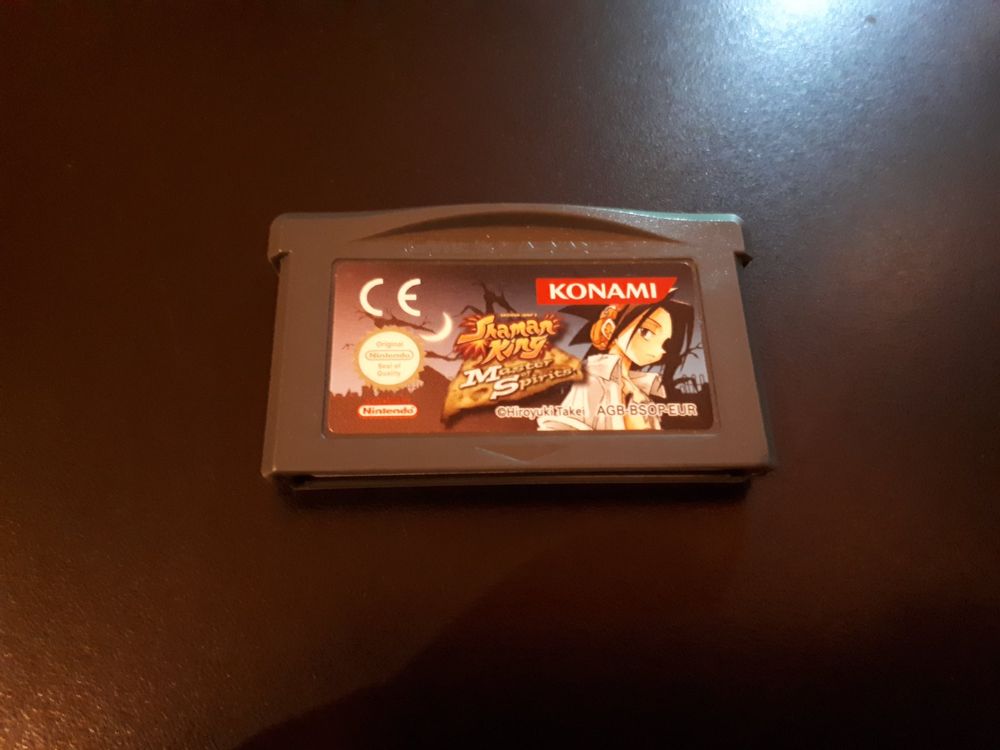 CE
KONAMI
Shaman
King
Master
of
Spirits
Original
Nintendo
Seal of
Quality
Nintendo
©Hiroyuki Takei AGB-BSOP-EUR